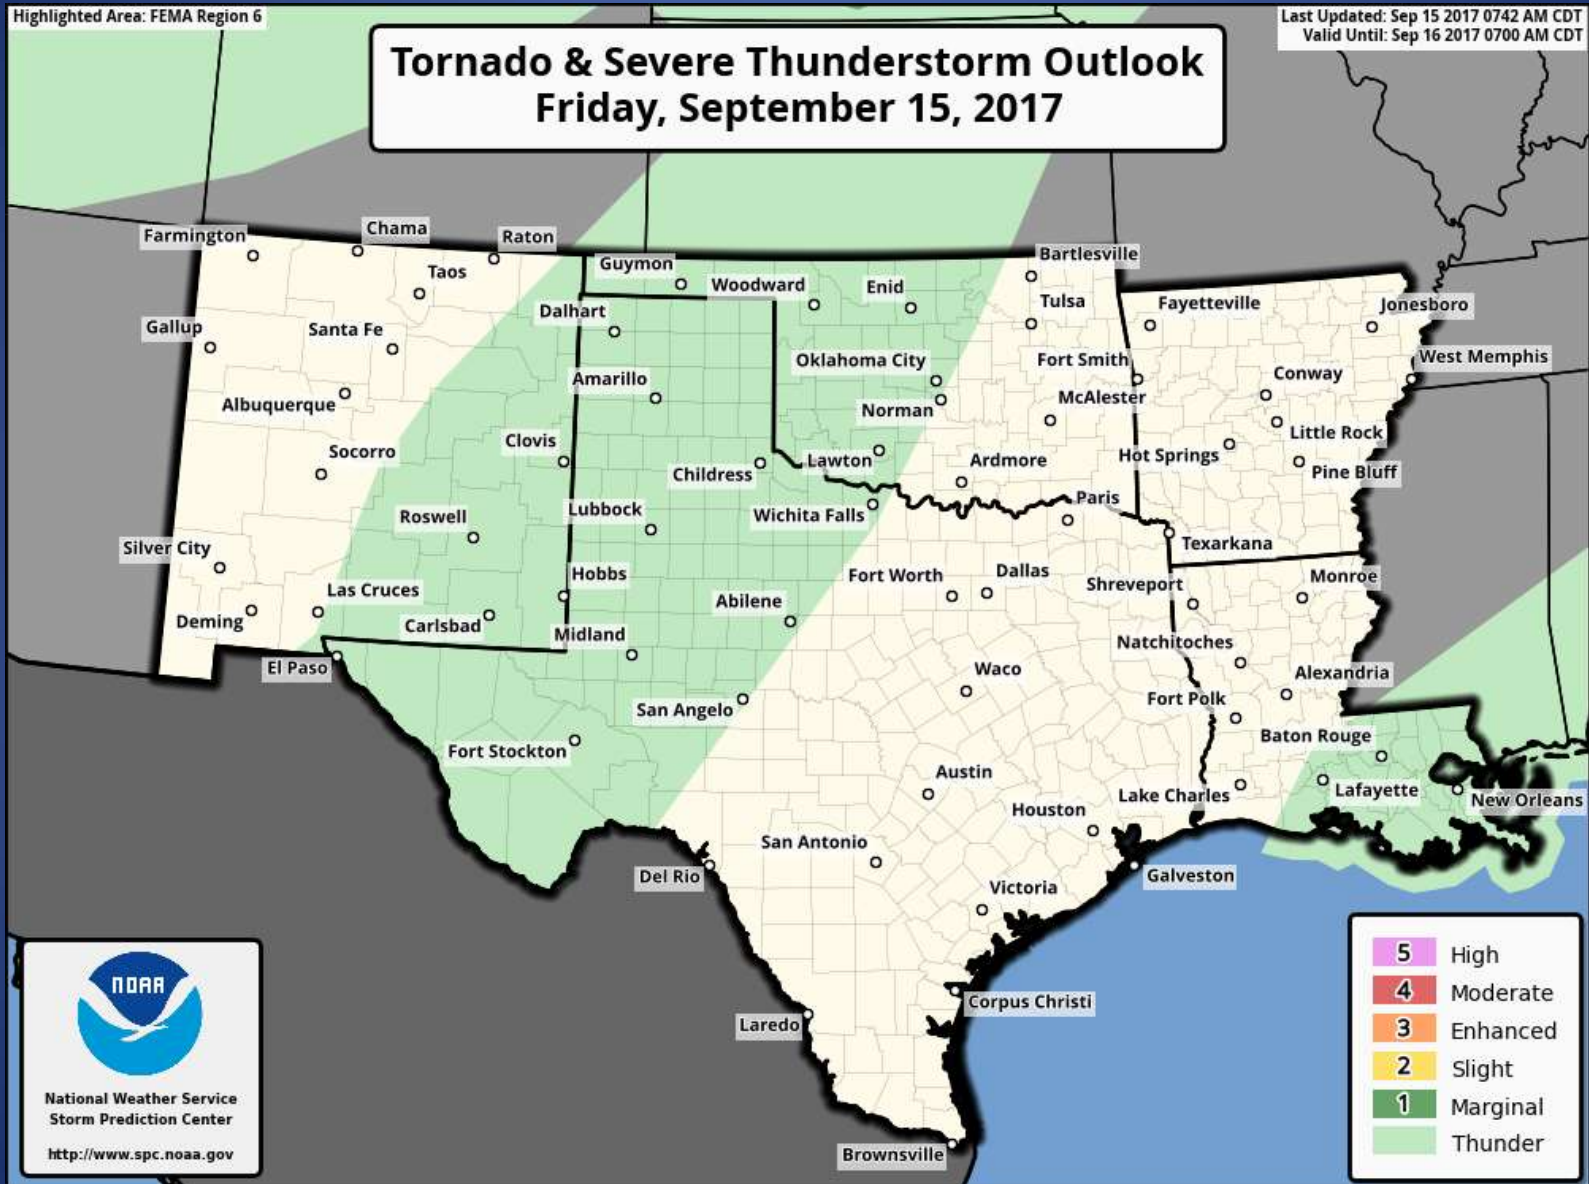 Highlighted Area: FEMA Region 6
Last Updated: Sep 15 2017 0742 AM CDT
Valid Until: Sep 16 2017 0700 AM CDT
Tornado & Severe Thunderstorm Outlook
Friday, September 15, 2017
Farmington
Chama
Raton
Taos
Guymon
Woodward
Enid
Bartlesville
Tulsa
Fayetteville
Jonesboro
Dalhart
Gallup
Santa Fe
Oklahoma City
Fort Smith
West Memphis
Conway
Amarillo
Albuquerque
Norman
McAlester
Little Rock
Clovis
Socorro
Childress
Lawton
Ardmore
Hot Springs
Pine Bluff
Roswell
Lubbock
Wichita Falls
Paris
Silver City
Texarkana
Hobbs
Las Cruces
Fort Worth
Dallas
Shreveport
Monroe
Deming
Carlsbad
Abilene
Midland
Natchitoches
El Paso
Waco
Alexandria
San Angelo
Fort Polk
Fort Stockton
Baton Rouge
Austin
Lake Charles
Lafayette
New Orleans
Houston
San Antonio
Del Rio
Galveston
Victoria
Corpus Christi
Laredo
Brownsville
NOAA
National Weather Service
Storm Prediction Center
http://www.spc.noaa.gov
5 High
4 Moderate
3 Enhanced
2 Slight
1 Marginal
Thunder